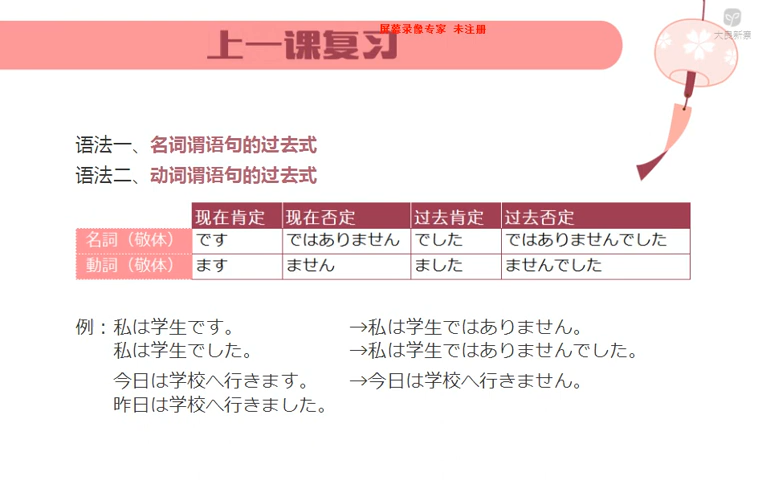 上一课复习
屏幕录像专家 未注册
大良新票
语法一、名词谓语句的过去式
语法二、动词谓语句的过去式
现在肯定 现在否定 过去肯定 过去否定
名詞（敬体） です ではありません でした ではありませんでした
動詞（敬体） ます ません ました ませんでした
例：私は学生です。 →私は学生ではありません。
私は学生でした。 →私は学生ではありませんでした。
今日は学校へ行きます。 →今日は学校へ行きません。
昨日は学校へ行きました。